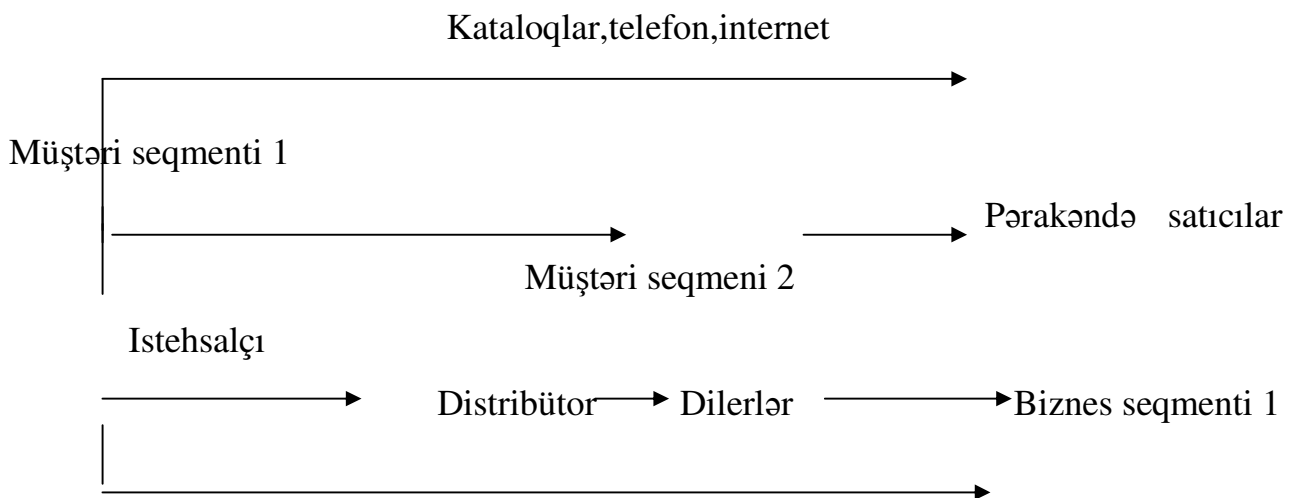 Kataloqlar,telefon,internet
Müştəri seqmenti 1
Pərakəndə satıcılar
Müştəri seqmeni 2
Istehsalçı
Distribütor Dilerlər Biznes seqmenti 1